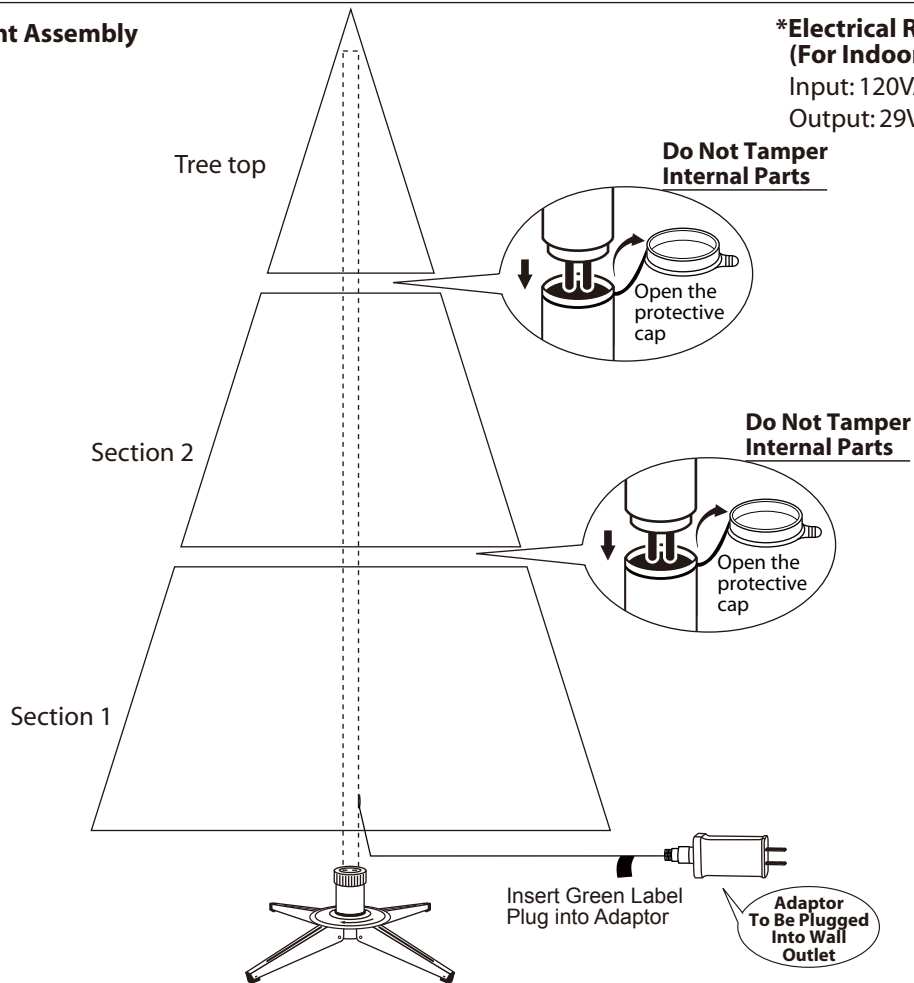 nt Assembly
*Electrical R
(For Indoor
Input: 120V
Output: 29V
Tree top
Do Not Tamper
Internal Parts
Open the
protective
cap
Section 2
Do Not Tamper
Internal Parts
Open the
protective
cap
Section 1
Insert Green Label
Plug into Adaptor
Adaptor
To Be Plugged
Into Wall
Outlet